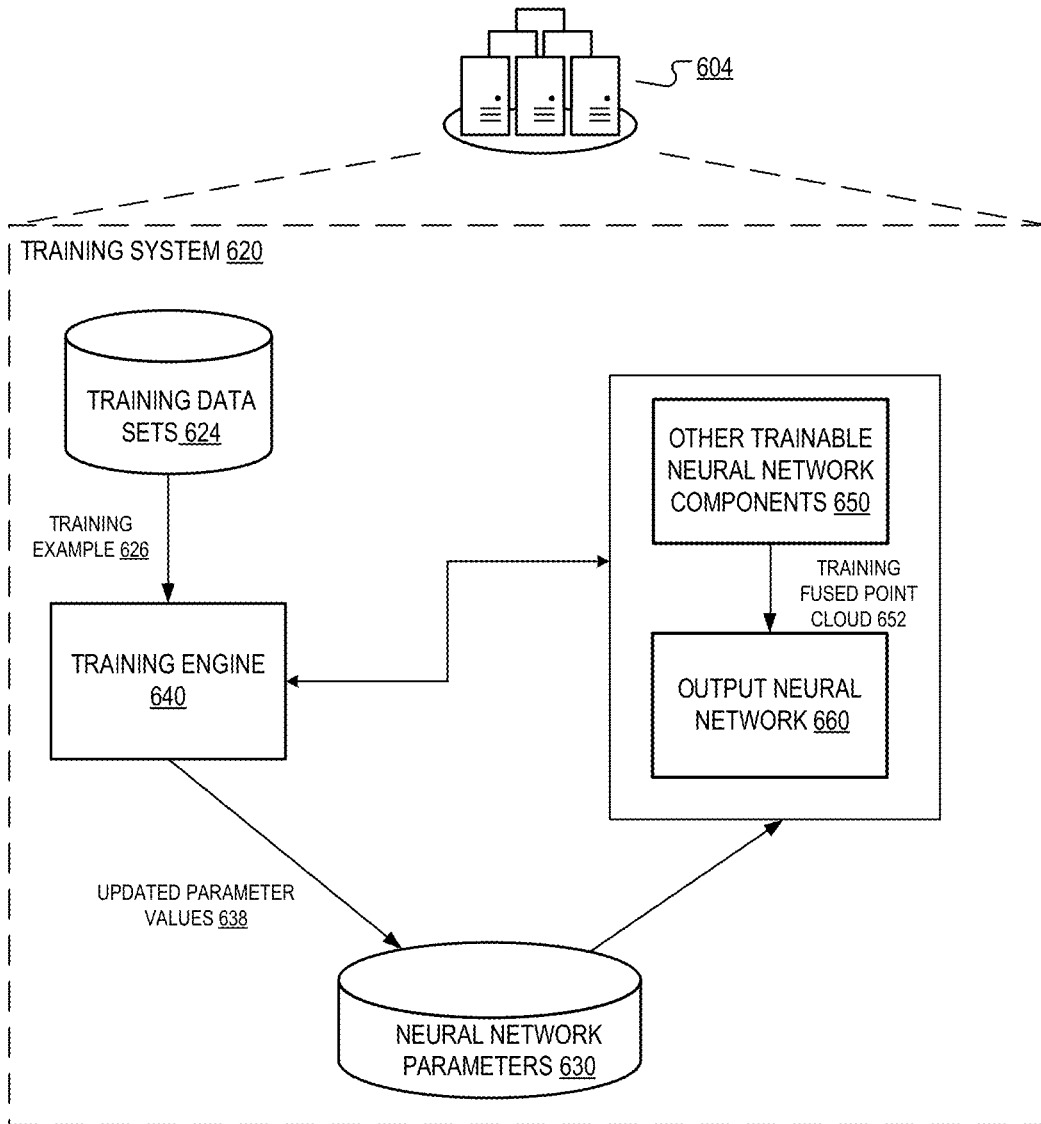 604
TRAINING SYSTEM 620
TRAINING DATA
SETS 624
TRAINING
EXAMPLE 626
TRAINING ENGINE
640
OTHER TRAINABLE
NEURAL NETWORK
COMPONENTS 650
TRAINING
FUSED POINT
CLOUD 652
OUTPUT NEURAL
NETWORK 660
UPDATED PARAMETER
VALUES 638
NEURAL NETWORK
PARAMETERS 630